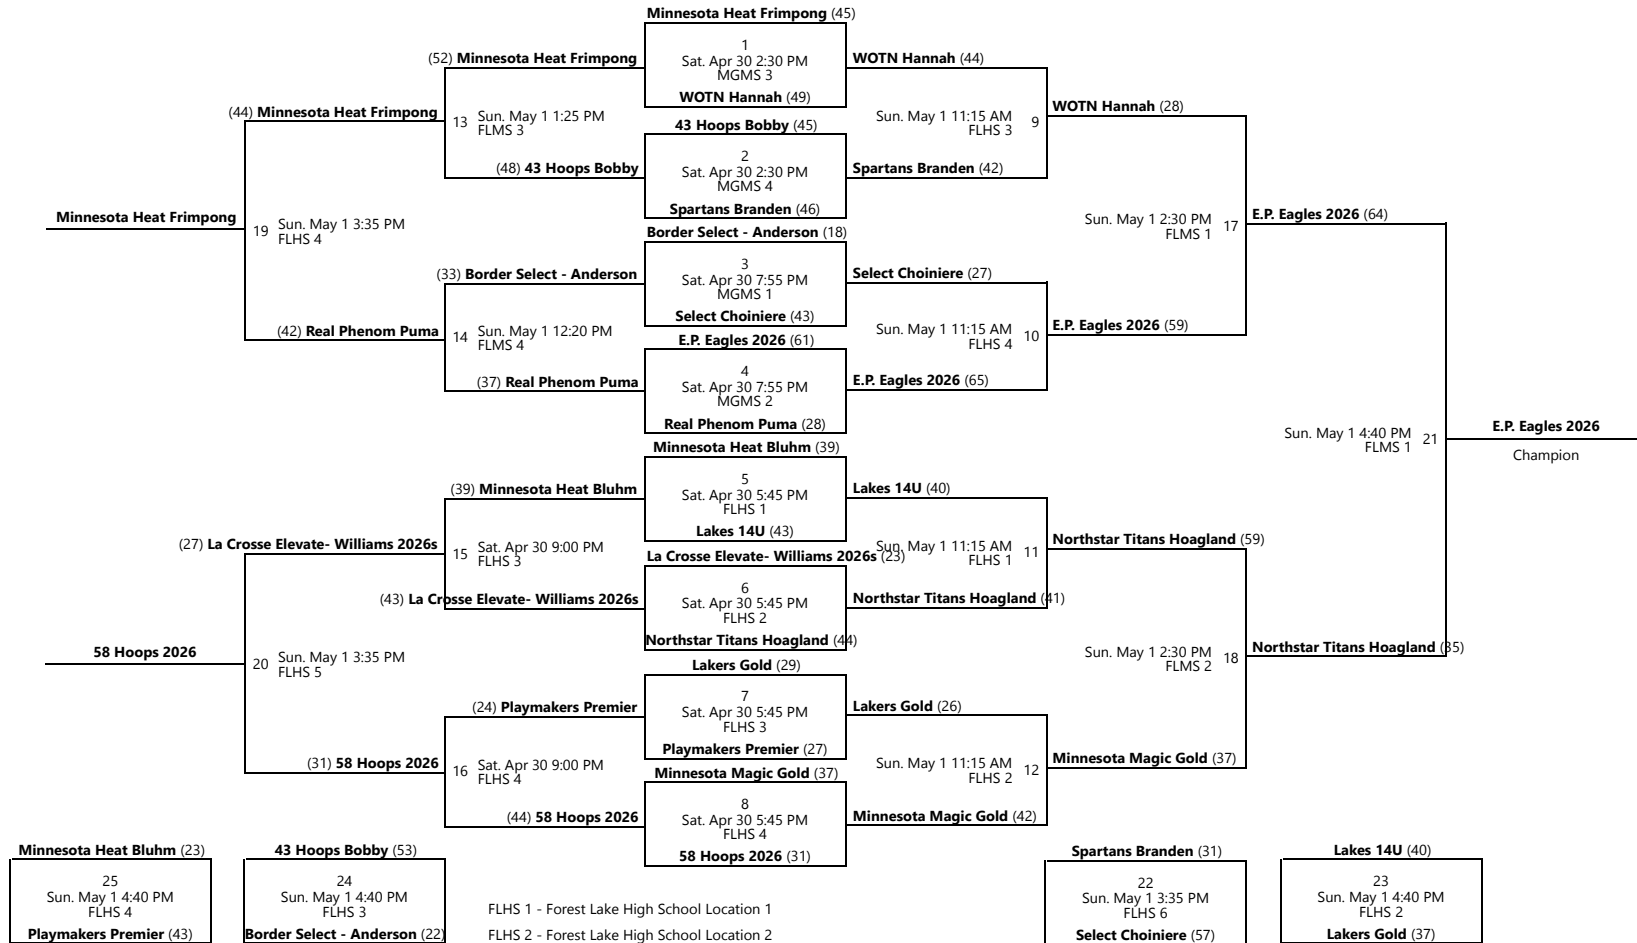 Minnesota Heat Frimpong (45)
1
Sat. Apr 30 2:30 PM
MGMS 3
WOTN Hannah (49)
(52) Minnesota Heat Frimpong
WOTN Hannah (44)
(44) Minnesota Heat Frimpong
13
Sun. May 1 1:25 PM
FLMS 3
Sun. May 1 11:15 AM
FLHS 3
9
WOTN Hannah (28)
43 Hoops Bobby (45)
2
Sat. Apr 30 2:30 PM
MGMS 4
Spartans Branden (46)
(48) 43 Hoops Bobby
Spartans Branden (42)
Minnesota Heat Frimpong
19
Sun. May 1 3:35 PM
FLHS 4
Sun. May 1 2:30 PM
FLMS 1
17
E.P. Eagles 2026 (64)
Border Select - Anderson (18)
3
Sat. Apr 30 7:55 PM
MGMS 1
Select Choiniere (43)
(33) Border Select - Anderson
Select Choiniere (27)
(42) Real Phenom Puma
14
Sun. May 1 12:20 PM
FLMS 4
Sun. May 1 11:15 AM
FLHS 4
10
E.P. Eagles 2026 (59)
E.P. Eagles 2026 (61)
4
Sat. Apr 30 7:55 PM
MGMS 2
Real Phenom Puma (28)
(37) Real Phenom Puma
E.P. Eagles 2026 (65)
Sun. May 1 4:40 PM
FLMS 1
21
E.P. Eagles 2026
Champion
Minnesota Heat Bluhm (39)
5
Sat. Apr 30 5:45 PM
FLHS 1
Lakes 14U (43)
(39) Minnesota Heat Bluhm
Lakes 14U (40)
(27) La Crosse Elevate- Williams 2026s
15
Sat. Apr 30 9:00 PM
FLHS 3
Sun. May 1 11:15 AM
FLHS 1
11
Northstar Titans Hoagland (59)
La Crosse Elevate- Williams 2026s (23)
6
Sat. Apr 30 5:45 PM
FLHS 2
Northstar Titans Hoagland (44)
(43) La Crosse Elevate- Williams 2026s
Northstar Titans Hoagland (41)
58 Hoops 2026
20
Sun. May 1 3:35 PM
FLHS 5
Sun. May 1 2:30 PM
FLMS 2
18
Northstar Titans Hoagland (35)
Lakers Gold (29)
7
Sat. Apr 30 5:45 PM
FLHS 3
Playmakers Premier (27)
(24) Playmakers Premier
Lakers Gold (26)
(31) 58 Hoops 2026
16
Sat. Apr 30 9:00 PM
FLHS 4
Sun. May 1 11:15 AM
FLHS 2
12
Minnesota Magic Gold (37)
Minnesota Magic Gold (37)
8
Sat. Apr 30 5:45 PM
FLHS 4
58 Hoops 2026 (31)
(44) 58 Hoops 2026
Minnesota Magic Gold (42)
Minnesota Heat Bluhm (23)
25
Sun. May 1 4:40 PM
FLHS 4
Playmakers Premier (43)
43 Hoops Bobby (53)
24
Sun. May 1 4:40 PM
FLHS 3
Border Select - Anderson (22)
FLHS 1 - Forest Lake High School Location 1
FLHS 2 - Forest Lake High School Location 2
Spartans Branden (31)
22
Sun. May 1 3:35 PM
FLHS 6
Select Choiniere (57)
Lakes 14U (40)
23
Sun. May 1 4:40 PM
FLHS 2
Lakers Gold (37)